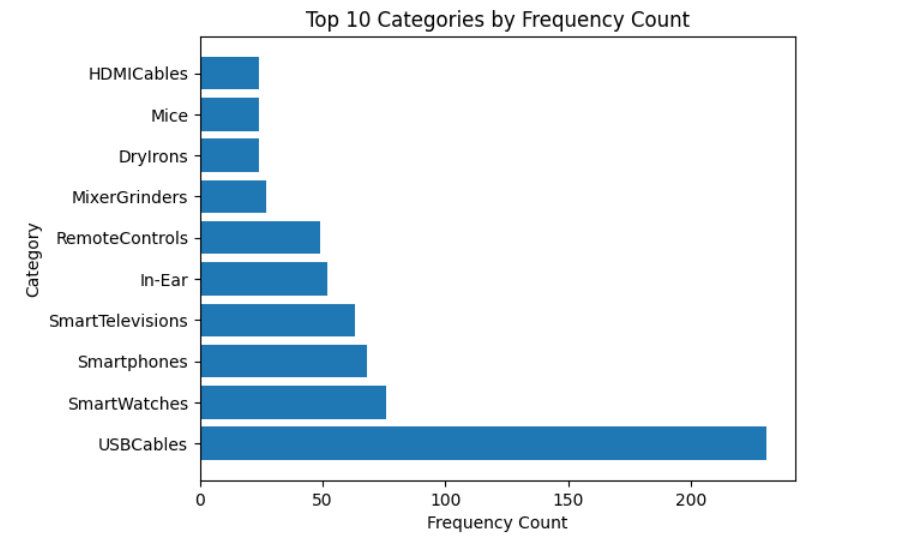 Top 10 Categories by Frequency Count
HDMICables
Mice
DryIrons
MixerGrinders
RemoteControls
In-Ear
SmartTelevisions
Smartphones
SmartWatches
USBCables
Category
0 50 100 150 200
Frequency Count